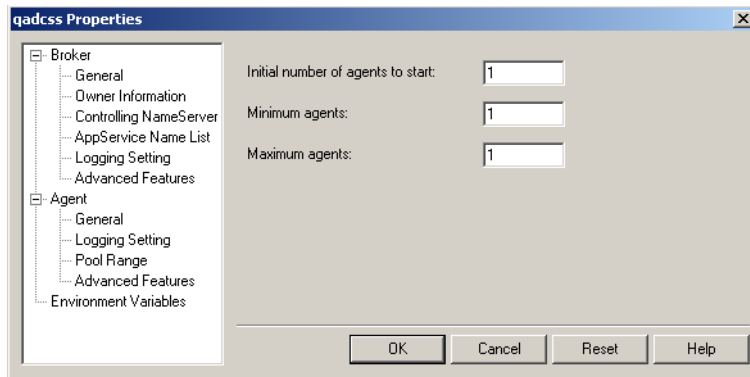 qadcss Properties
Broker
General
Owner Information
Controlling NameServer
AppService Name List
Logging Setting
Advanced Features
Agent
General
Logging Setting
Pool Range
Advanced Features
Environment Variables
Initial number of agents to start: 1
Minimum agents: 1
Maximum agents: 1
OK Cancel Reset Help